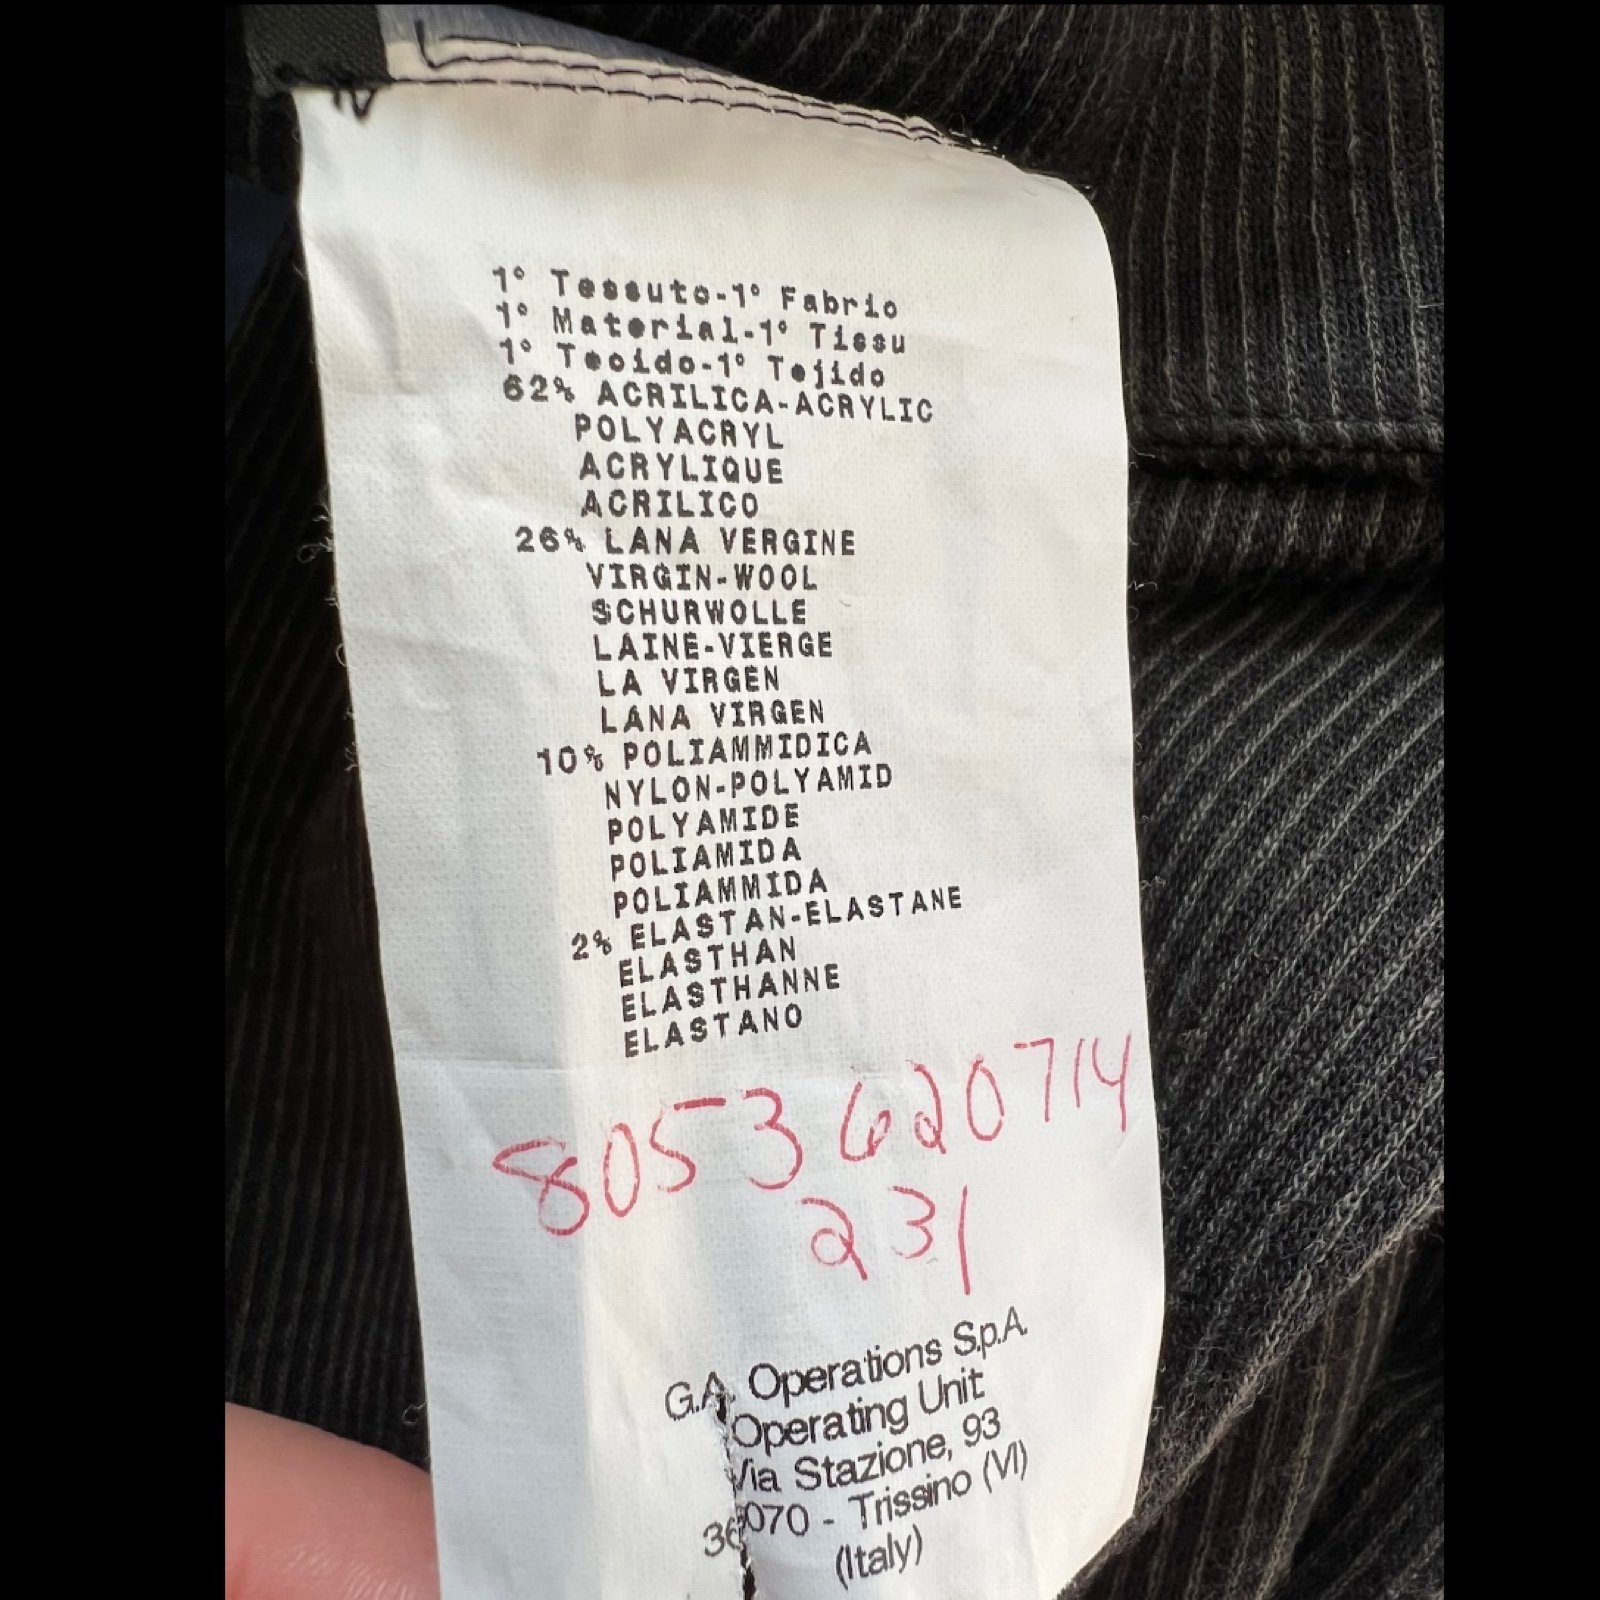 1° Tessuto-1° Fabric
1° Material-1° Tissu
1° Tecido-1° Tejido
62% ACRILICA-ACRYLIC
POLYACRYL
ACRYLIQUE
ACRILICO
26% LANA VERGINE
VIRGIN-WOOL
SCHURWOLLE
LAINE-VIERGE
LA VIRGEN
LANA VIRGEN
10% POLIAMMIDICA
NYLON-POLYAMID
POLYAMIDE
POLIAMIDA
POLIAMMIDA
2% ELASTAN-ELASTANE
ELASTHAN
ELASTHANNE
ELASTANO
8053620714
231
G.A. Operations S.p.A.
Operating Unit
Via Stazione, 93
36070 - Trissino (VI)
(Italy)